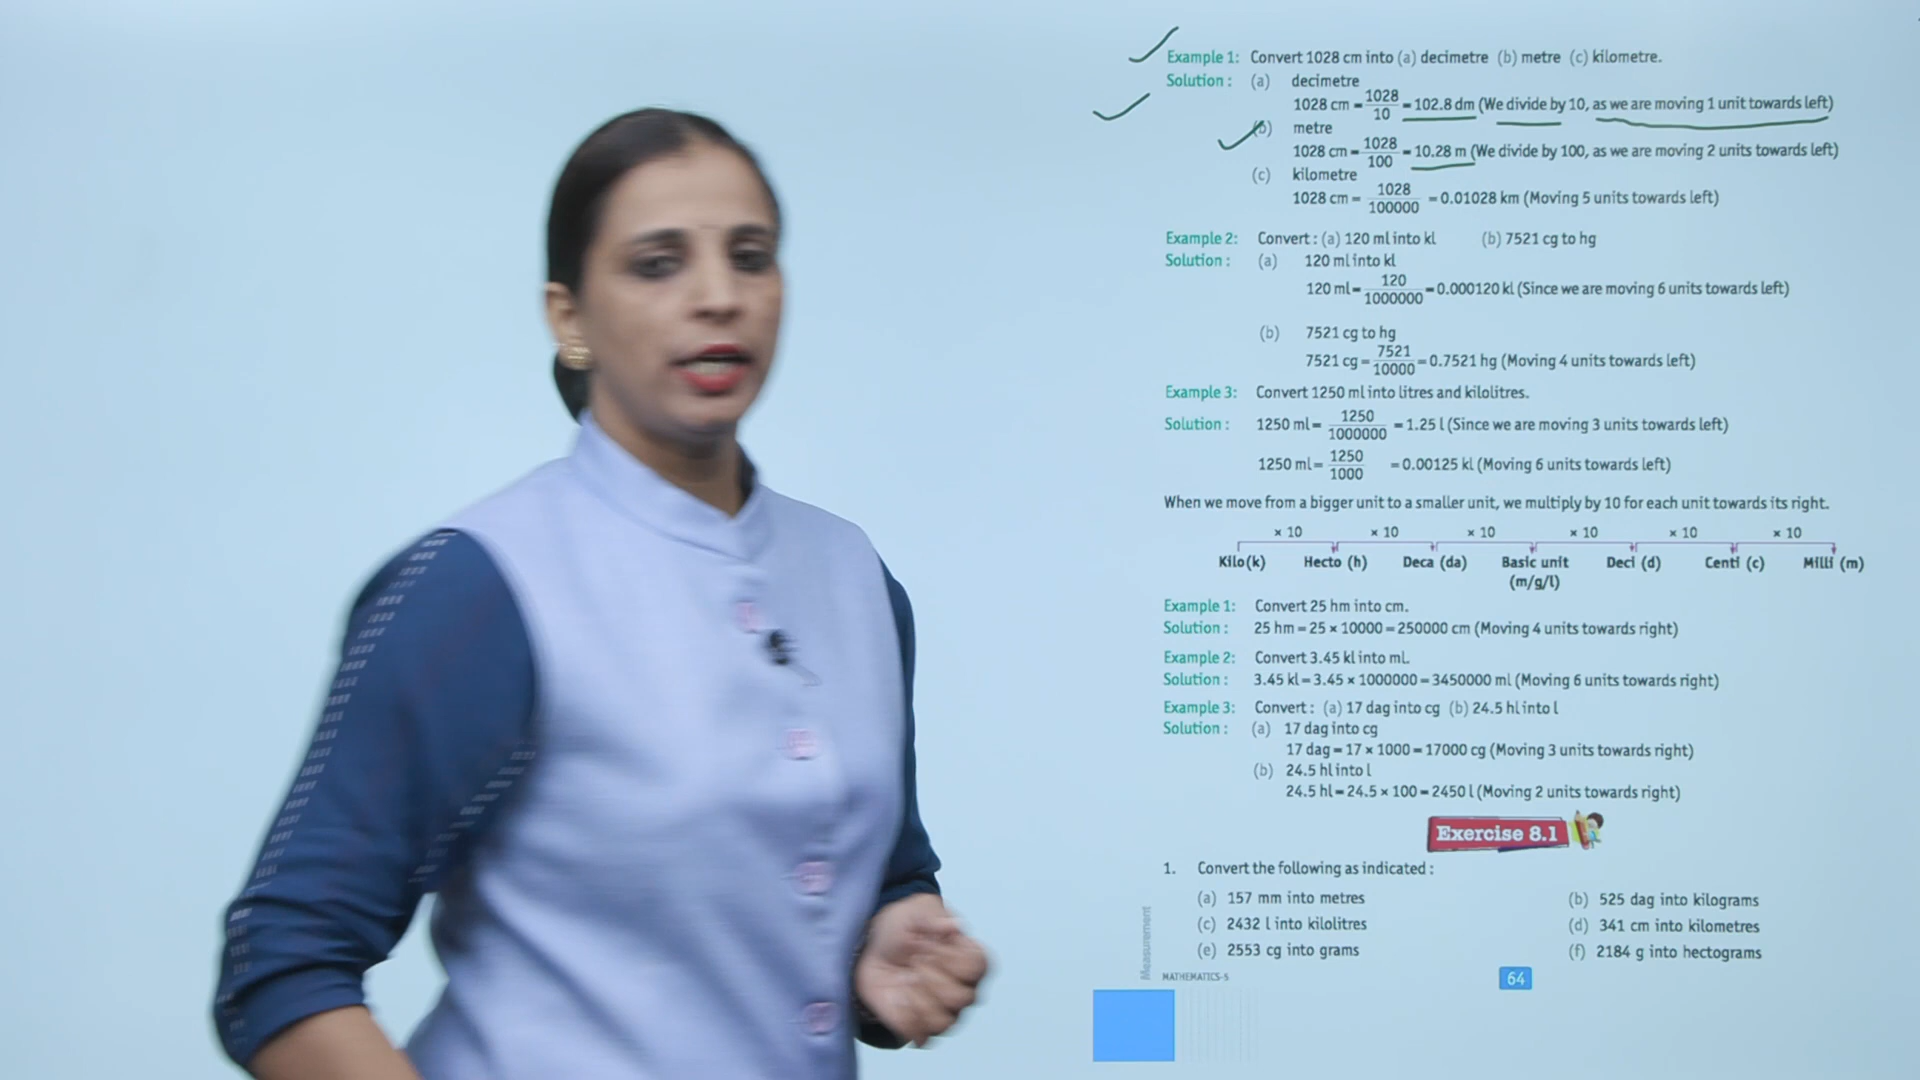 Example 1: Convert 1028 cm into (a) decimetre (b) metre (c) kilometre.
Solution : (a) decimetre
1028 cm = 1028/10 = 102.8 dm (We divide by 10, as we are moving 1 unit towards left)
(b) metre
1028 cm = 1028/100 = 10.28 m (We divide by 100, as we are moving 2 units towards left)
(c) kilometre
1028 cm = 1028/100000 = 0.01028 km (Moving 5 units towards left)
Example 2: Convert : (a) 120 ml into kl (b) 7521 cg to hg
Solution : (a) 120 ml into kl
120 ml = 120/1000000 = 0.000120 kl (Since we are moving 6 units towards left)
(b) 7521 cg to hg
7521 cg = 7521/10000 = 0.7521 hg (Moving 4 units towards left)
Example 3: Convert 1250 ml into litres and kilolitres.
Solution : 1250 ml = 1250/1000000 = 1.25 l (Since we are moving 3 units towards left)
1250 ml = 1250/1000 = 0.00125 kl (Moving 6 units towards left)
When we move from a bigger unit to a smaller unit, we multiply by 10 for each unit towards its right.
× 10 × 10 × 10 × 10 × 10 × 10
Kilo(k) Hecto (h) Deca (da) Basic unit Deci (d) Centi (c) Milli (m)
(m/g/l)
Example 1: Convert 25 hm into cm.
Solution : 25 hm = 25 × 10000 = 250000 cm (Moving 4 units towards right)
Example 2: Convert 3.45 kl into ml.
Solution : 3.45 kl = 3.45 × 1000000 = 3450000 ml (Moving 6 units towards right)
Example 3: Convert : (a) 17 dag into cg (b) 24.5 hl into l
Solution : (a) 17 dag into cg
17 dag = 17 × 1000 = 17000 cg (Moving 3 units towards right)
(b) 24.5 hl into l
24.5 hl = 24.5 × 100 = 2450 l (Moving 2 units towards right)
Exercise 8.1
1. Convert the following as indicated :
(a) 157 mm into metres (b) 525 dag into kilograms
(c) 2432 l into kilolitres (d) 341 cm into kilometres
(e) 2553 cg into grams (f) 2184 g into hectograms
Measurement
MATHEMATICS-5
64